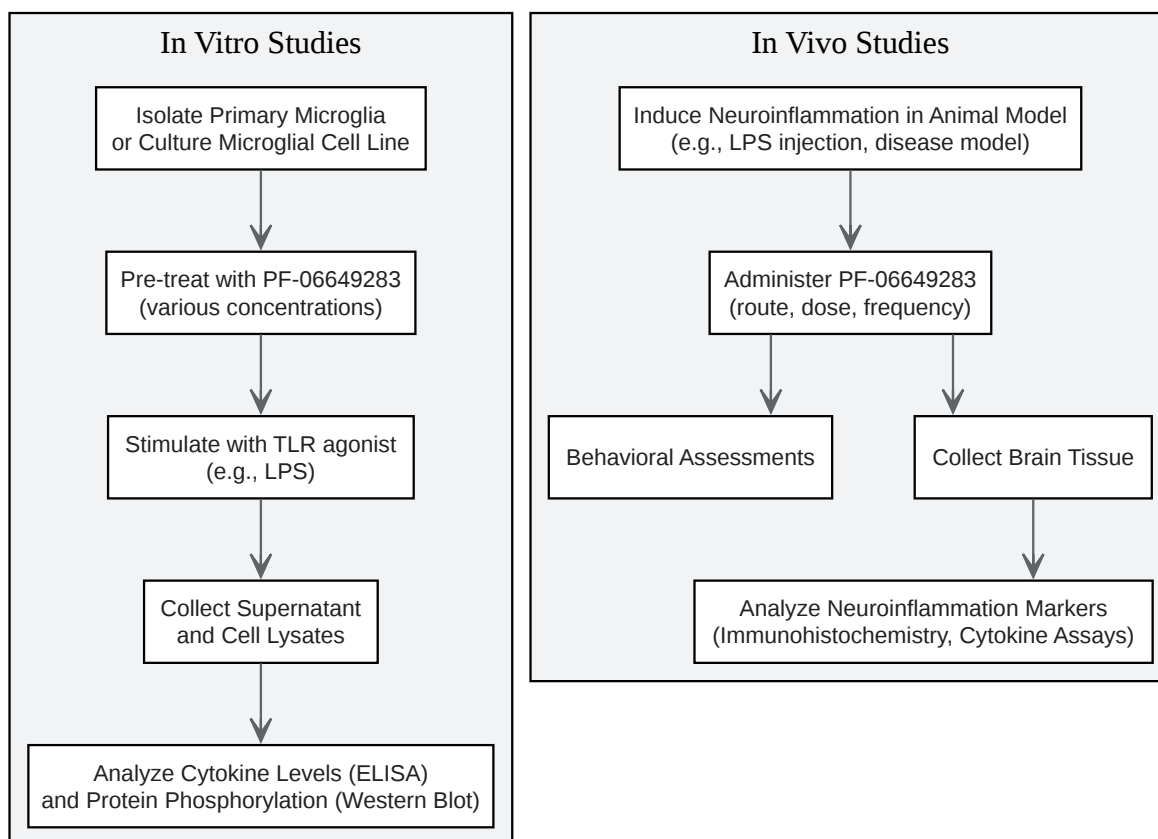 In Vitro Studies
Isolate Primary Microglia
or Culture Microglial Cell Line
Pre-treat with PF-06649283
(various concentrations)
Stimulate with TLR agonist
(e.g., LPS)
Collect Supernatant
and Cell Lysates
Analyze Cytokine Levels (ELISA)
and Protein Phosphorylation (Western Blot)
In Vivo Studies
Induce Neuroinflammation in Animal Model
(e.g., LPS injection, disease model)
Administer PF-06649283
(route, dose, frequency)
Behavioral Assessments
Collect Brain Tissue
Analyze Neuroinflammation Markers
(Immunohistochemistry, Cytokine Assays)